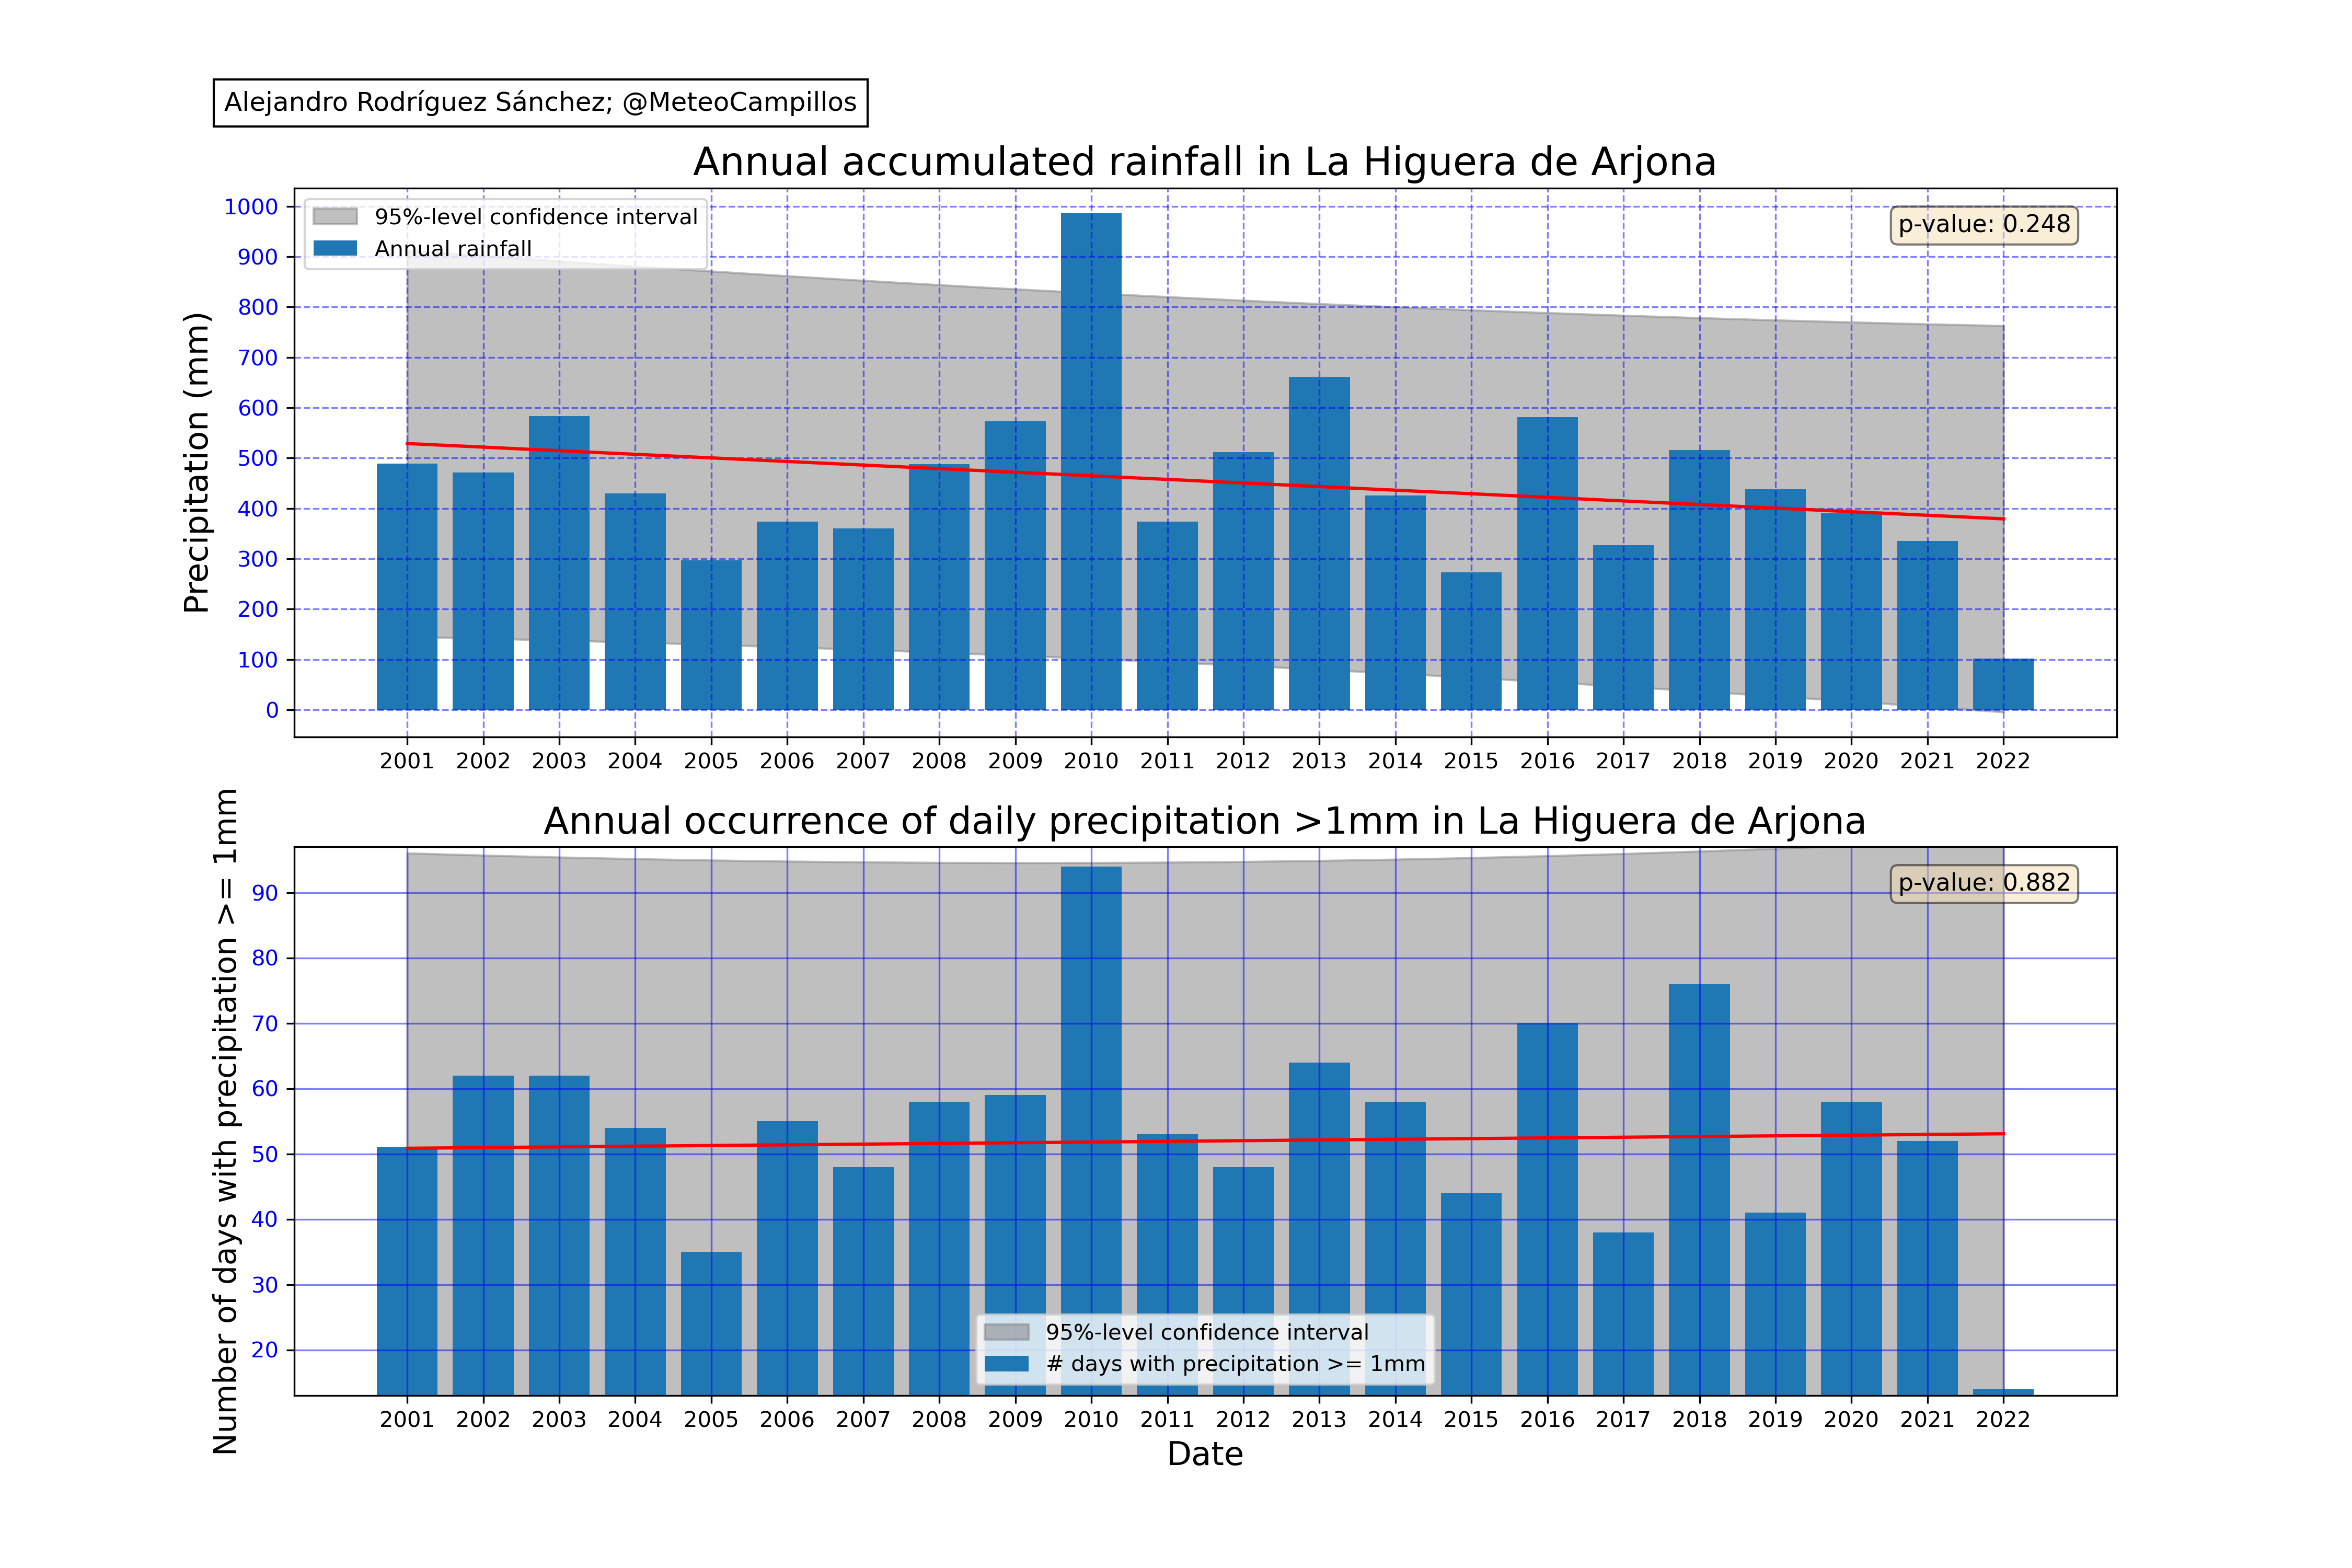 Alejandro Rodríguez Sánchez; @MeteoCampillos
Annual accumulated rainfall in La Higuera de Arjona
95%-level confidence interval
Annual rainfall
p-value: 0.248
Precipitation (mm)
1000
900
800
700
600
500
400
300
200
100
0
2001 2002 2003 2004 2005 2006 2007 2008 2009 2010 2011 2012 2013 2014 2015 2016 2017 2018 2019 2020 2021 2022
Annual occurrence of daily precipitation >1mm in La Higuera de Arjona
p-value: 0.882
Number of days with precipitation >= 1mm
90
80
70
60
50
40
30
20
95%-level confidence interval
# days with precipitation >= 1mm
2001 2002 2003 2004 2005 2006 2007 2008 2009 2010 2011 2012 2013 2014 2015 2016 2017 2018 2019 2020 2021 2022
Date